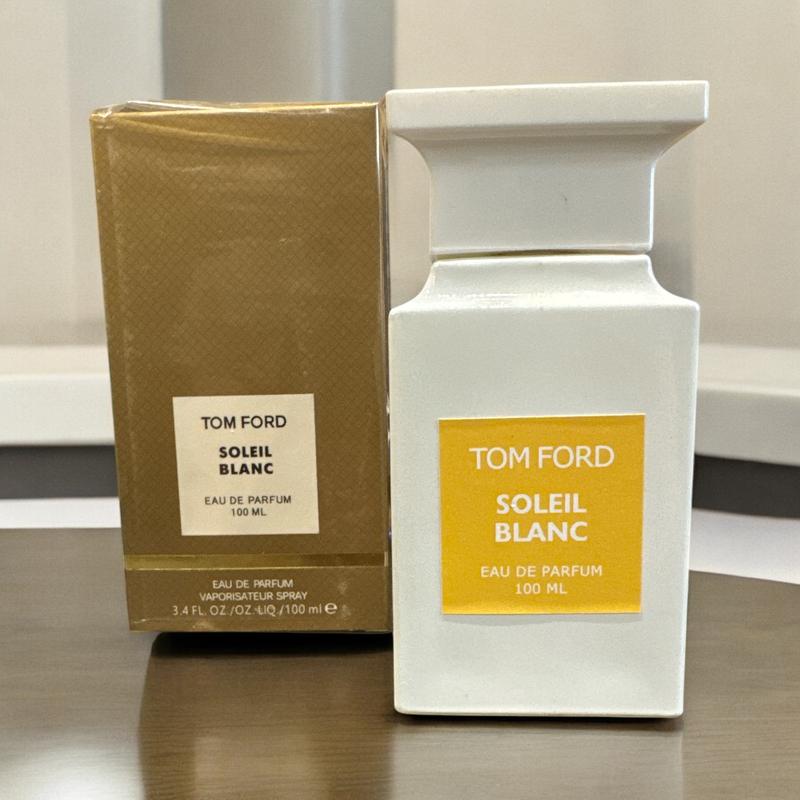 TOM FORD
SOLEIL
BLANC
EAU DE PARFUM
100 ML
EAU DE PARFUM
VAPORISATEUR SPRAY
3.4 FL. OZ./OZ. LIQ./100 ml e
TOM FORD
SOLEIL
BLANC
EAU DE PARFUM
100 ML